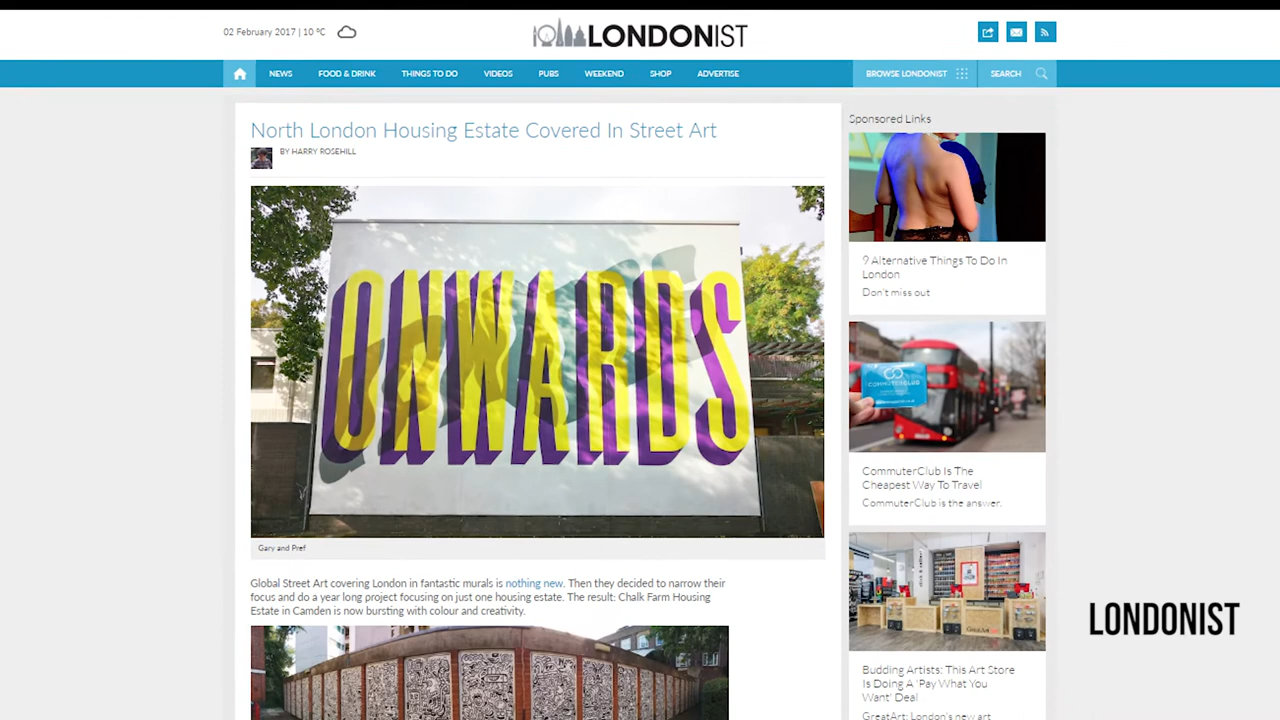 02 February 2017 | 10 ºC
LONDONIST
NEWS
FOOD & DRINK
THINGS TO DO
VIDEOS
PUBS
WEEKEND
SHOP
ADVERTISE
BROWSE LONDONIST
SEARCH
North London Housing Estate Covered In Street Art
BY HARRY ROSEHILL
ONWARDS
Gary and Pref
Global Street Art covering London in fantastic murals is nothing new. Then they decided to narrow their
focus and do a year long project focusing on just one housing estate. The result: Chalk Farm Housing
Estate in Camden is now bursting with colour and creativity.
Sponsored Links
9 Alternative Things To Do In
London
Don't miss out
COMMUTERCLUB
CommuterClub Is The
Cheapest Way To Travel
CommuterClub is the answer.
Budding Artists: This Art Store
Is Doing A 'Pay What You
Want' Deal
GreatArt: London's new art
LONDONIST